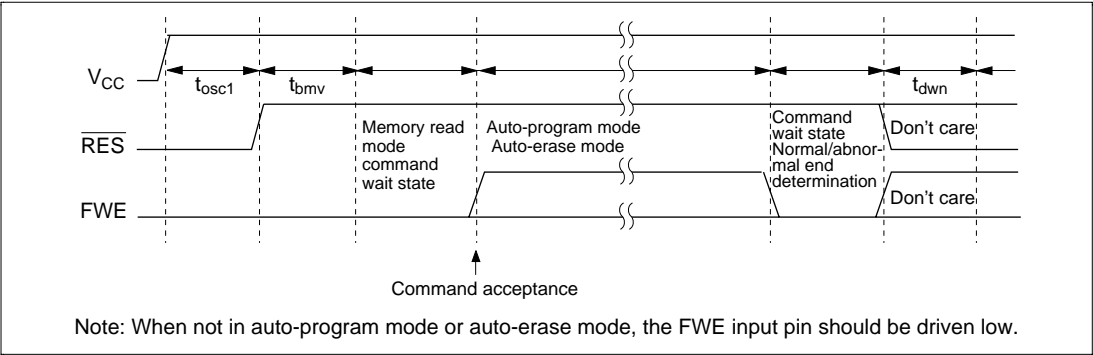 VCC
tosc1
tbmv
tdwn
RES
Memory read
mode
command
wait state
Auto-program mode
Auto-erase mode
Command
wait state
Normal/abnor-
mal end
determination
Don't care
FWE
Don't care
Command acceptance
Note: When not in auto-program mode or auto-erase mode, the FWE input pin should be driven low.